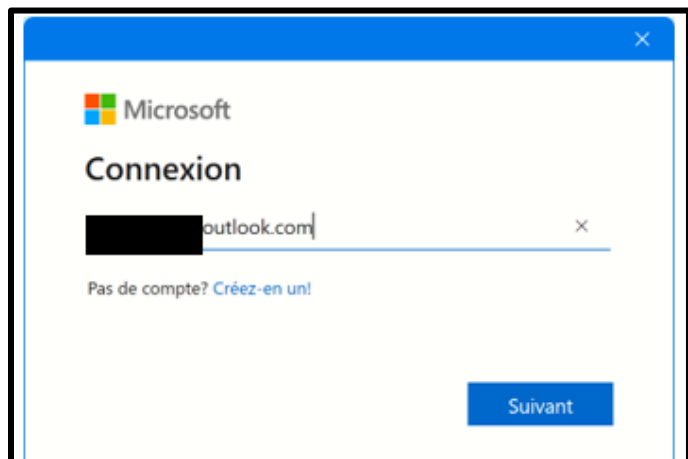 Microsoft
Connexion
outlook.com
Pas de compte? Créez-en un!
Suivant